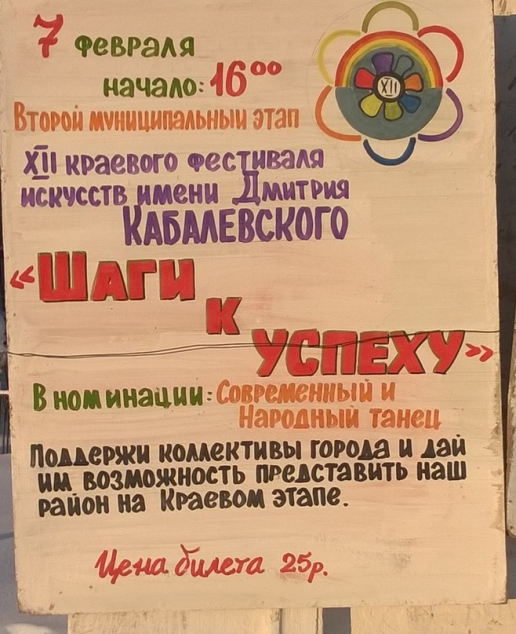 7 февраля
начало: 16⁰⁰
Второй муниципальный этап
XII краевого фестиваля
искусств имени Дмитрия
Кабалевского
«Шаги
к
успеху»
В номинации: Современный и
Народный танец
Поддержи коллективы города и дай
им возможность представить наш
район на Краевом этапе.
Цена билета 25р.
XII